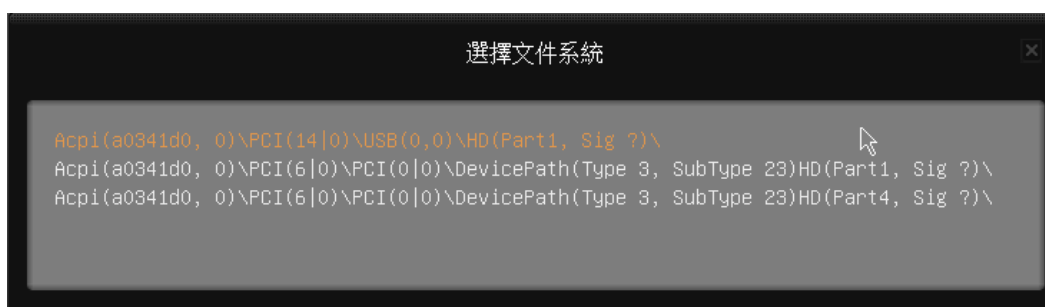 選擇文件系統
Acpi(a0341d0, 0)\PCI(14|0)\USB(0,0)\HD(Part1, Sig ?)\
Acpi(a0341d0, 0)\PCI(6|0)\PCI(0|0)\DevicePath(Type 3, SubType 23)HD(Part1, Sig ?)\
Acpi(a0341d0, 0)\PCI(6|0)\PCI(0|0)\DevicePath(Type 3, SubType 23)HD(Part4, Sig ?)\